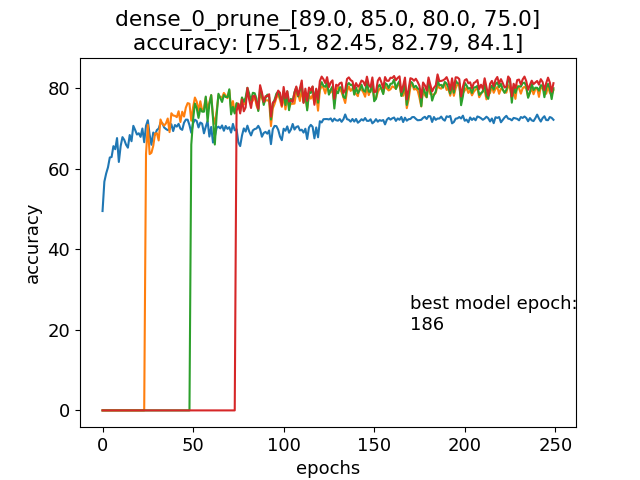 dense_0_prune_[89.0, 85.0, 80.0, 75.0]
accuracy: [75.1, 82.45, 82.79, 84.1]
accuracy
80
60
40
20
0
best model epoch:
186
0 50 100 150 200 250
epochs